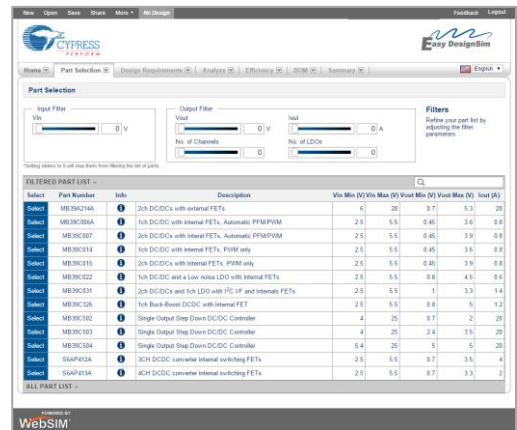 New Open Save Share More No Design Feedback Logout
CYPRESS
PERFORM
Easy DesignSim
Home Part Selection Design Requirements Analyze Efficiency BOM Summary English
Part Selection
Input Filter
Vin
0 V
Output Filter
Vout
0 V
Iout
0 A
No. of Channels
0
No. of LDOs
0
Filters
Refine your part list by
adjusting the filter
parameters
*Setting sliders to 0 will stop them from filtering the list of parts
FILTERED PART LIST
Select Part Number Info Description Vin Min (V) Vin Max (V) Vout Min (V) Vout Max (V) Iout (A)
Select MB39A214A 2ch DC/DCs with external FETs 6 28 0.7 5.3 20
Select MB39C006A 1ch DC/DC with internal FETs, Automatic PFM/PWM 2.5 5.5 0.45 3.6 0.8
Select MB39C007 2ch DC/DCs with Interal FETs, Automatic PFM/PWM 2.5 5.5 0.45 3.9 0.8
Select MB39C014 1ch DC/DC with internal FETs, PWM only 2.5 5.5 0.45 3.6 0.8
Select MB39C015 2ch DC/DCs with internal FETs, PWM only 2.5 5.5 0.45 3.9 0.8
Select MB39C022 1ch DC/DC and a Low noise LDO with internal FETs 2.5 5.5 0.8 4.5 0.6
Select MB39C031 2ch DC/DCs and 1ch LDO with I²C I/F and Internals FETs 2.5 5.5 1 3.3 1.4
Select MB39C326 1ch Buck-Boost DCDC with internal FET 2.5 5.5 0.8 5 1.2
Select MB39C502 Single Output Step Down DC/DC Controller 4 25 0.7 2 20
Select MB39C503 Single Output Step Down DC/DC Controller 4 25 2.4 3.5 20
Select MB39C504 Single Output Step Down DC/DC Controller 5.4 25 5 5 20
Select S6AP412A 3CH DCDC converter internal switching FETs 2.5 5.5 0.7 3.5 4
Select S6AP413A 4CH DCDC converter internal switching FETs 2.5 5.5 0.7 3.3 2
ALL PART LIST
POWERED BY
WebSIM